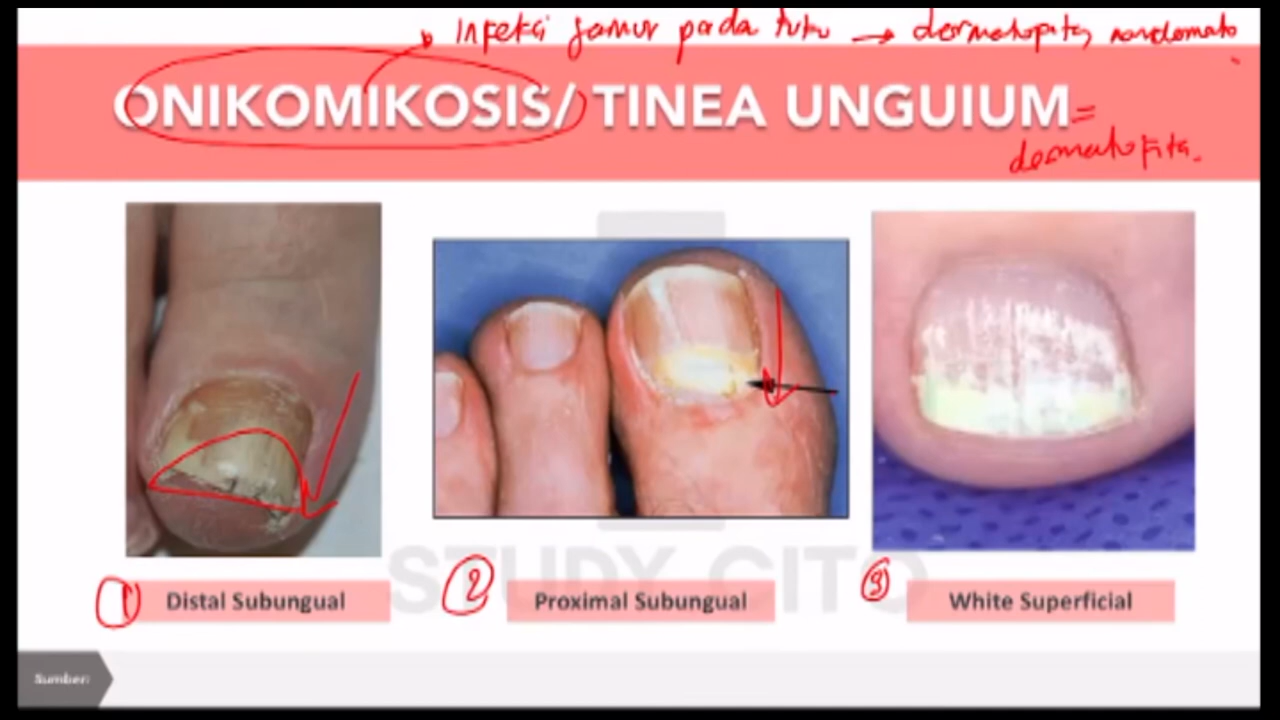 Infeksi jamur pada kuku → dermatofita,
ONIKOMIKOSIS/ TINEA UNGUIUM =
dermatofita.
STUDY CITO
① Distal Subungual
② Proximal Subungual
③ White Superficial
Sumber: